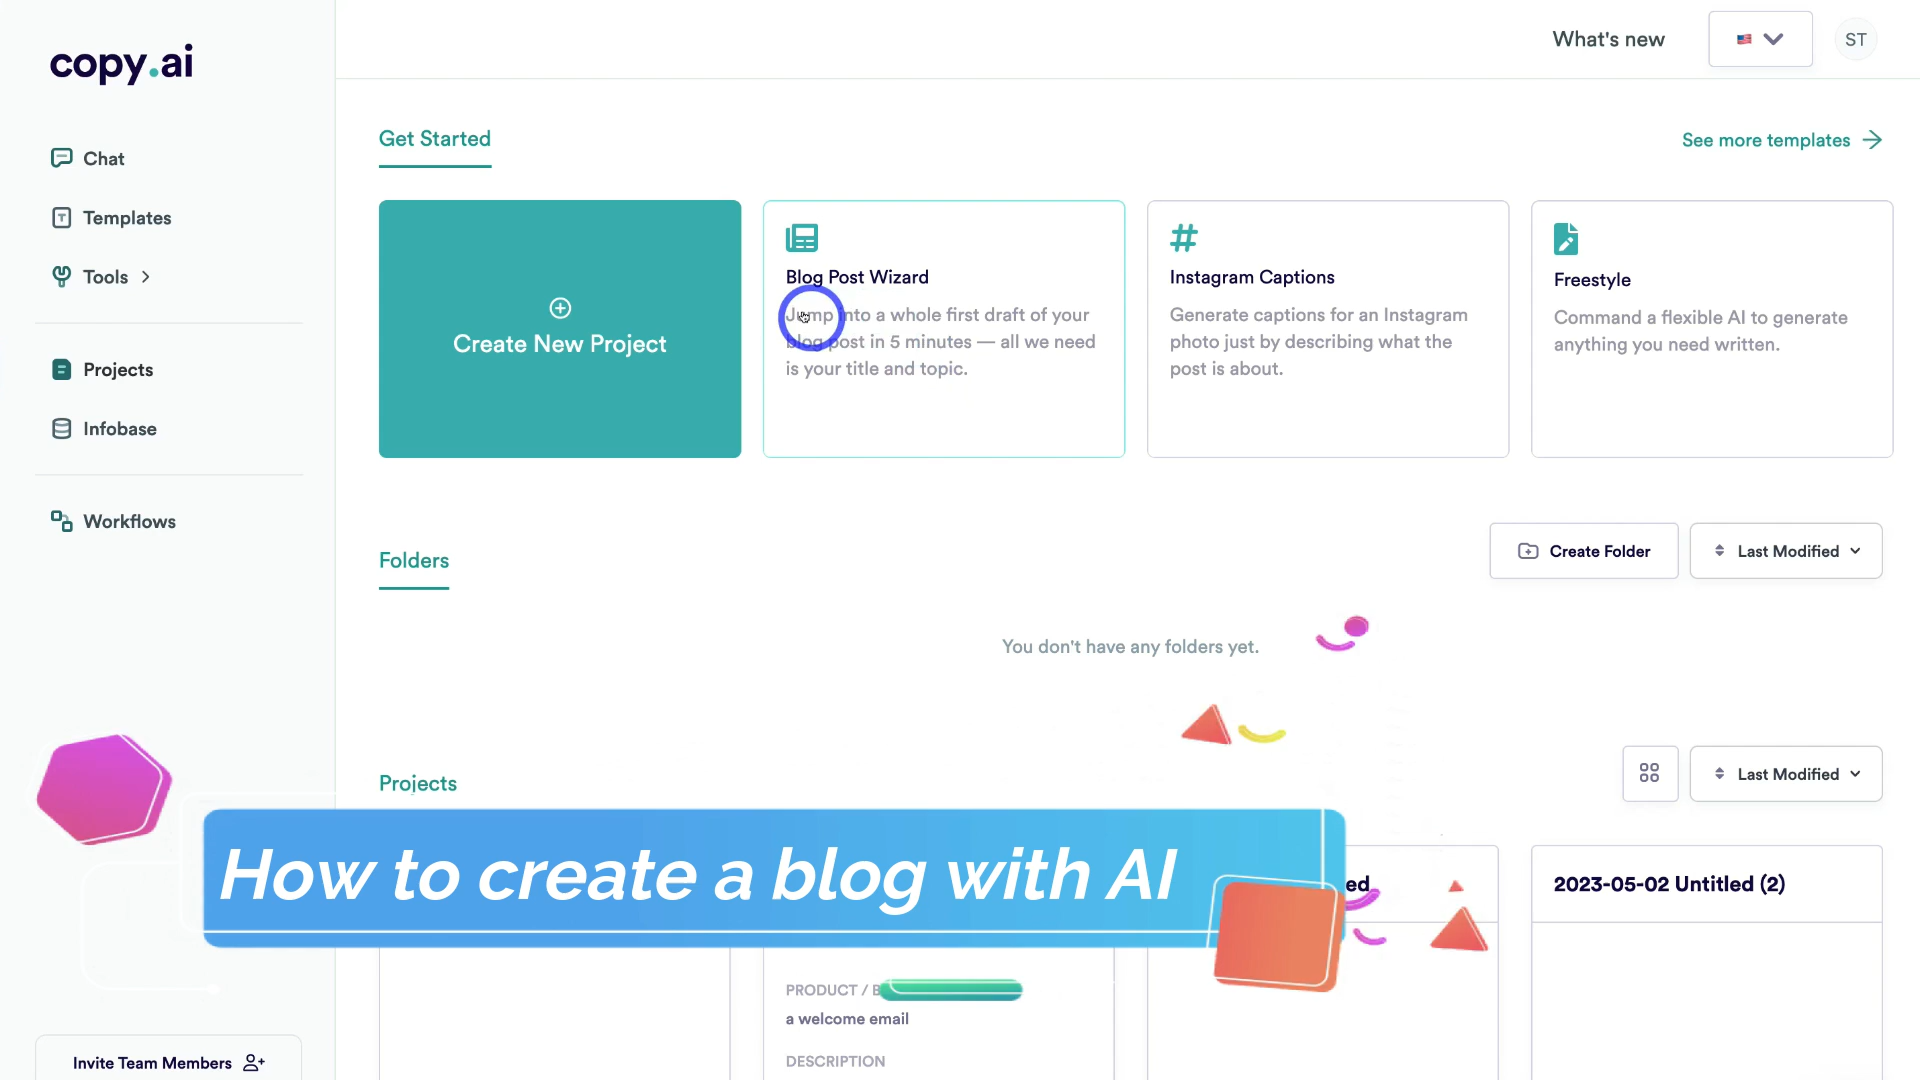 copy.ai
What's new
ST
Chat
Templates
Tools
Projects
Infobase
Workflows
Invite Team Members
Get Started
See more templates
Create New Project
Blog Post Wizard
Jump into a whole first draft of your
blog post in 5 minutes — all we need
is your title and topic.
Instagram Captions
Generate captions for an Instagram
photo just by describing what the
post is about.
Freestyle
Command a flexible AI to generate
anything you need written.
Folders
Create Folder
Last Modified
You don't have any folders yet.
Projects
Last Modified
How to create a blog with AI
ed
2023-05-02 Untitled (2)
PRODUCT /
a welcome email
DESCRIPTION